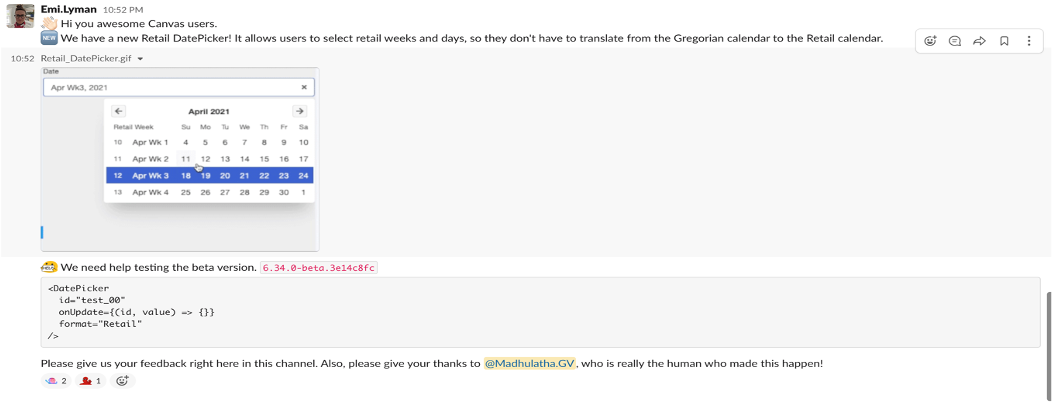 Emi.Lyman 10:52 PM
Hi you awesome Canvas users.
NEW We have a new Retail DatePicker! It allows users to select retail weeks and days, so they don't have to translate from the Gregorian calendar to the Retail calendar.
10:52 Retail_DatePicker.gif
Date
Apr Wk3, 2021 ×
← April 2021 →
Retail Week Su Mo Tu We Th Fr Sa
10 Apr Wk 1 4 5 6 7 8 9 10
11 Apr Wk 2 11 12 13 14 15 16 17
12 Apr Wk 3 18 19 20 21 22 23 24
13 Apr Wk 4 25 26 27 28 29 30 1
We need help testing the beta version. 6.34.0-beta.3e14c8fc
<DatePicker
id="test_00"
onUpdate={(id, value) => {}}
format="Retail"
/>
Please give us your feedback right here in this channel. Also, please give your thanks to @Madhulatha.GV, who is really the human who made this happen!
2 1